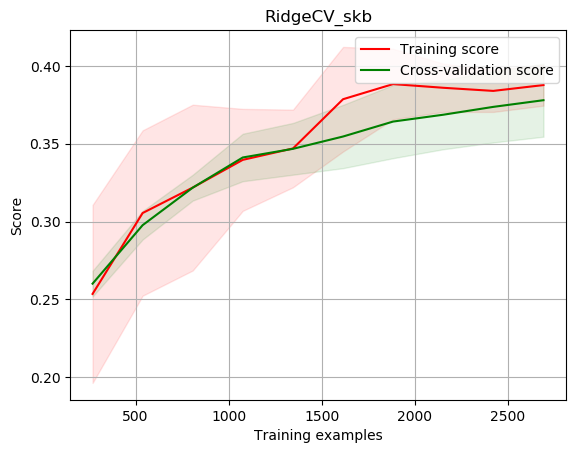 RidgeCV_skb
Training score
Cross-validation score
Score
0.40
0.35
0.30
0.25
0.20
500
1000
1500
2000
2500
Training examples